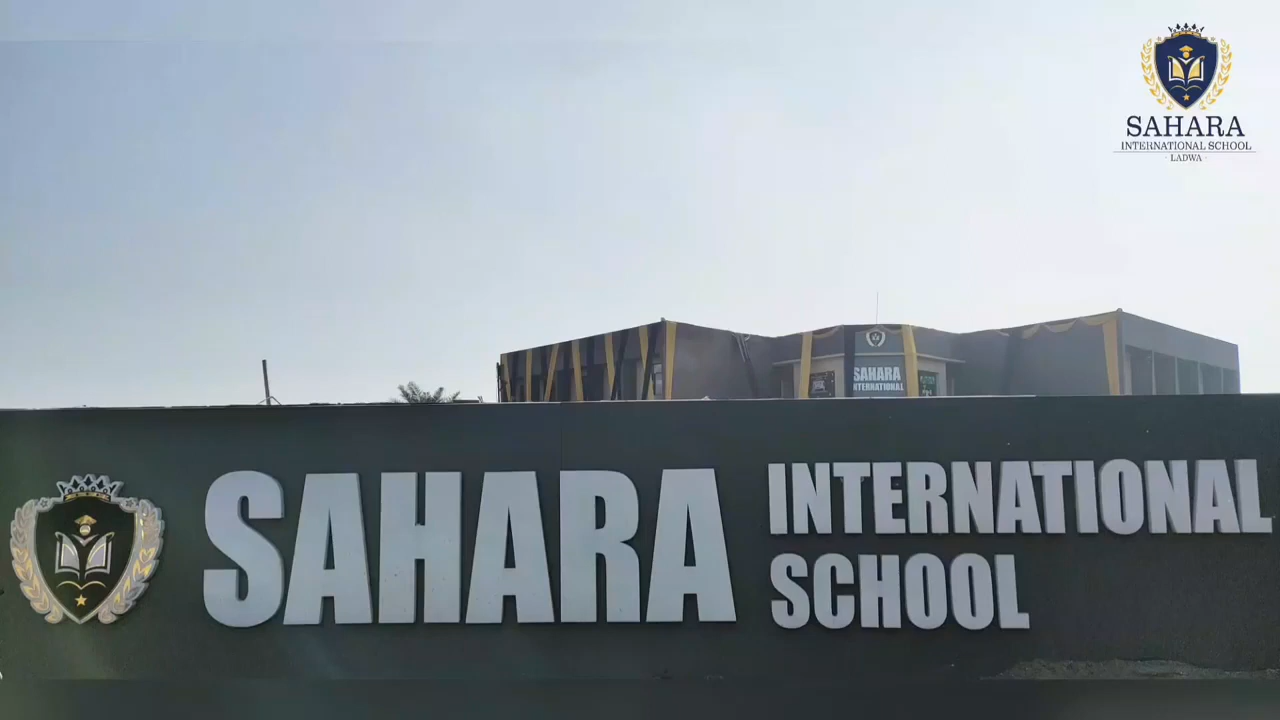 SAHARA
INTERNATIONAL SCHOOL
· LADWA ·
SAHARA
INTERNATIONAL
SAHARA
INTERNATIONAL
SCHOOL